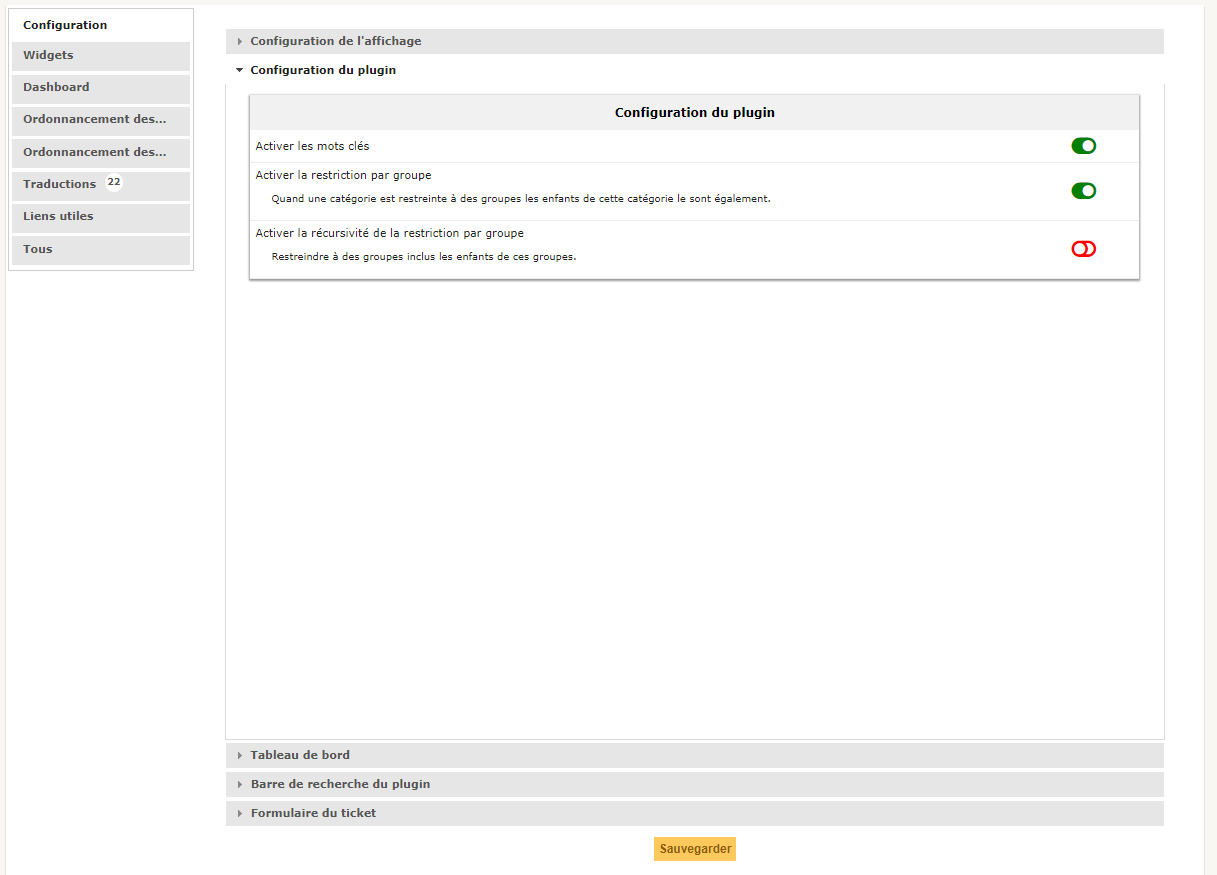 Configuration
Widgets
Dashboard
Ordonnancement des...
Ordonnancement des...
Traductions 22
Liens utiles
Tous
Configuration de l'affichage
Configuration du plugin
Configuration du plugin
Activer les mots clés
Activer la restriction par groupe
Quand une catégorie est restreinte à des groupes les enfants de cette catégorie le sont également.
Activer la récursivité de la restriction par groupe
Restreindre à des groupes inclus les enfants de ces groupes.
Tableau de bord
Barre de recherche du plugin
Formulaire du ticket
Sauvegarder